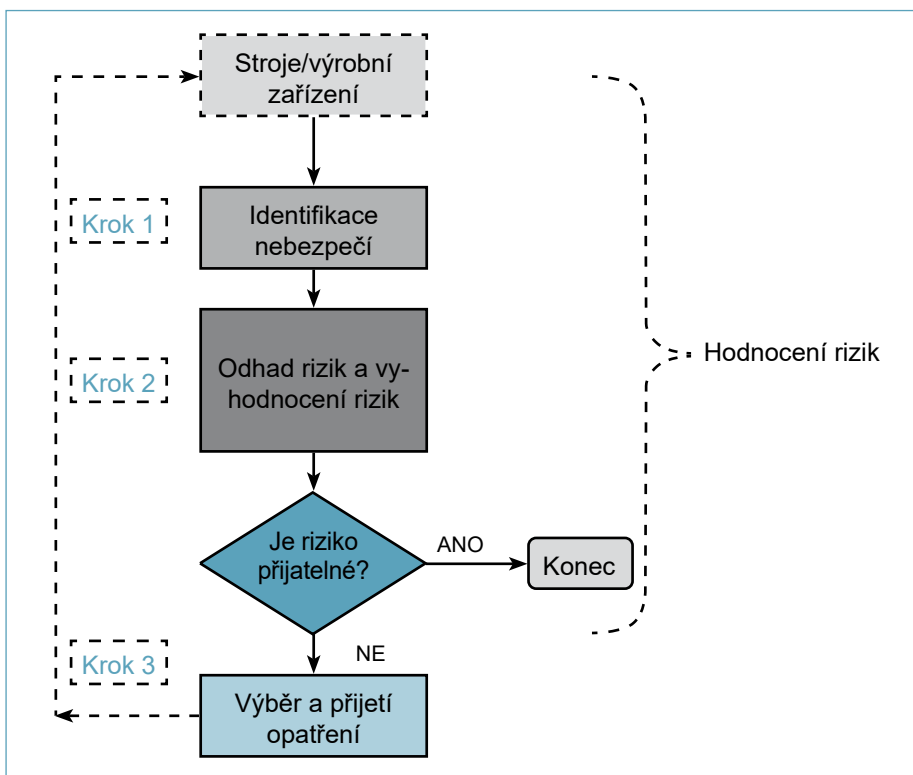 Stroje/výrobní
zařízení
Krok 1
Identifikace
nebezpečí
Krok 2
Odhad rizik a vy-
hodnocení rizik
Hodnocení rizik
Je riziko
přijatelné?
ANO
Konec
NE
Krok 3
Výběr a přijetí
opatření